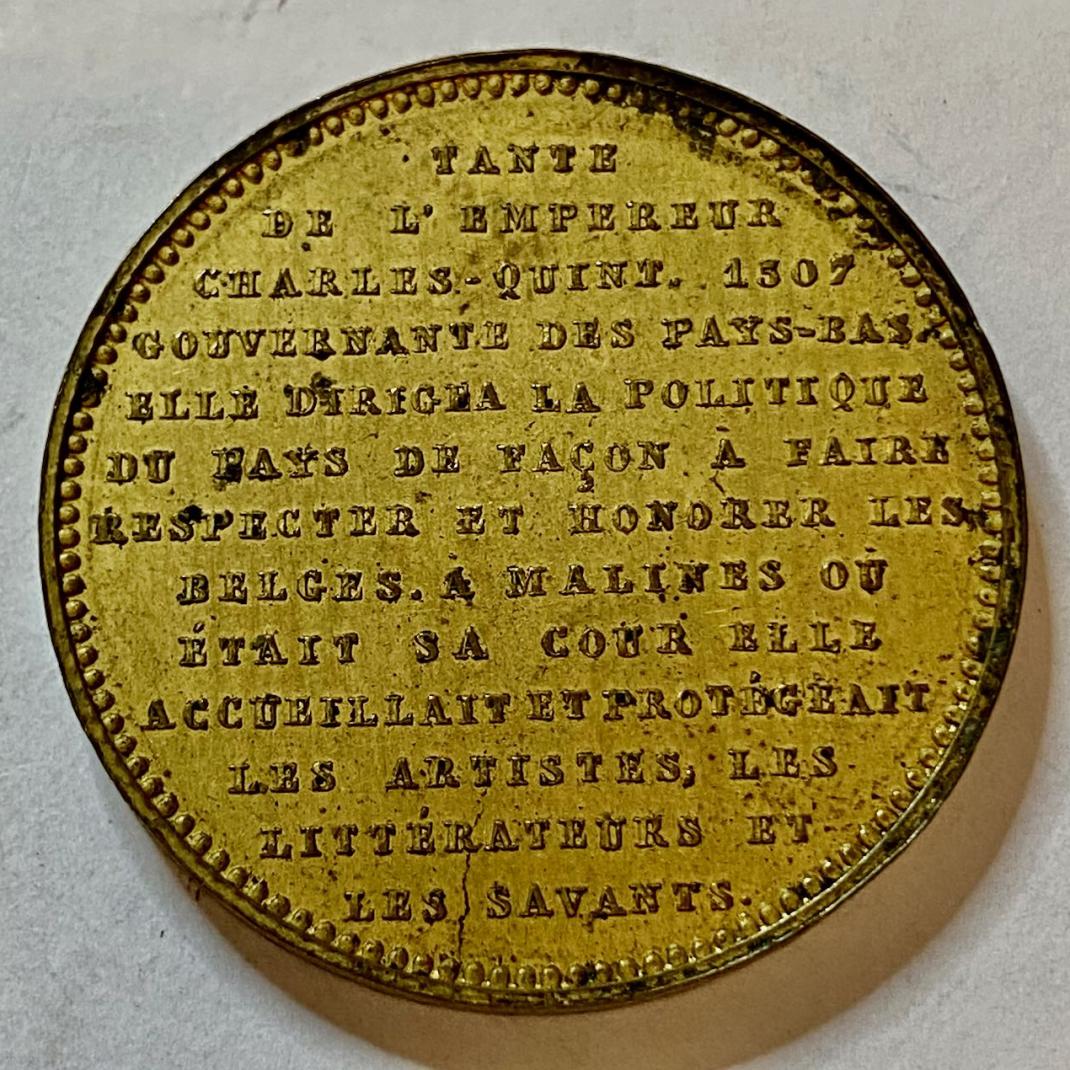 TANTE
DE L'EMPEREUR
CHARLES-QUINT. 1507
GOUVERNANTE DES PAYS-BAS.
ELLE DIRIGEA LA POLITIQUE
DU PAYS DE FAÇON A FAIRE
RESPECTER ET HONORER LES
BELGES. A MALINES OÙ
ÉTAIT SA COUR ELLE
ACCUEILLAIT ET PROTÉGEAIT
LES ARTISTES, LES
LITTÉRATEURS ET
LES SAVANTS.